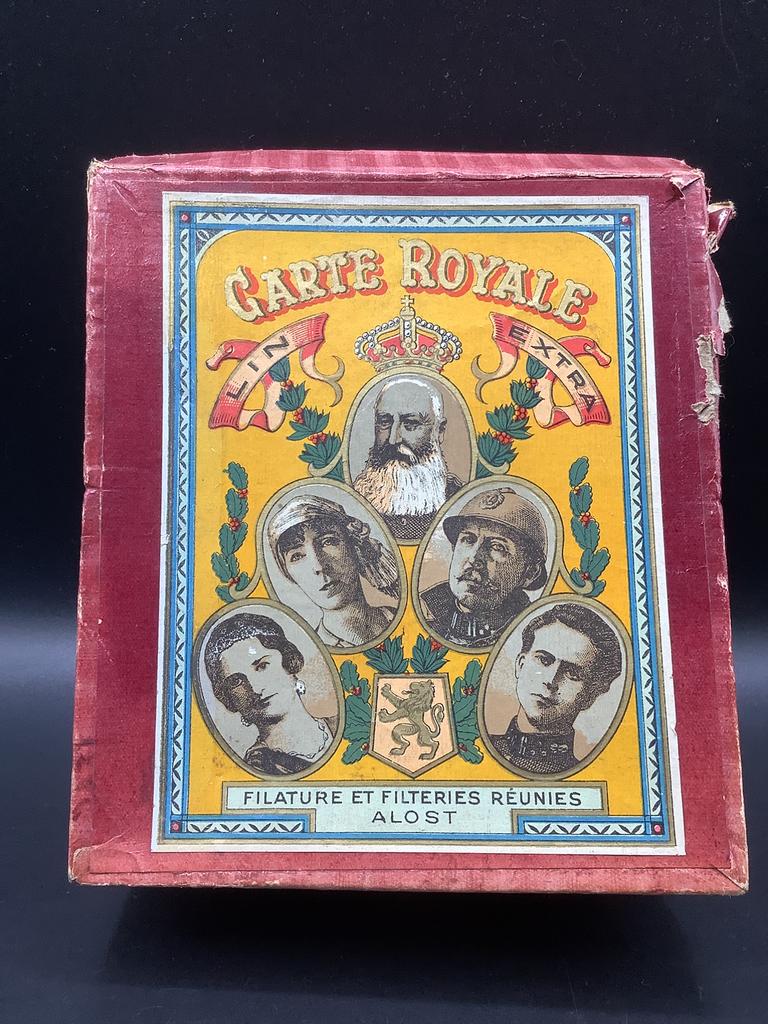 CARTE ROYALE
LIN EXTRA
FILATURE ET FILTERIES RÉUNIES
ALOST